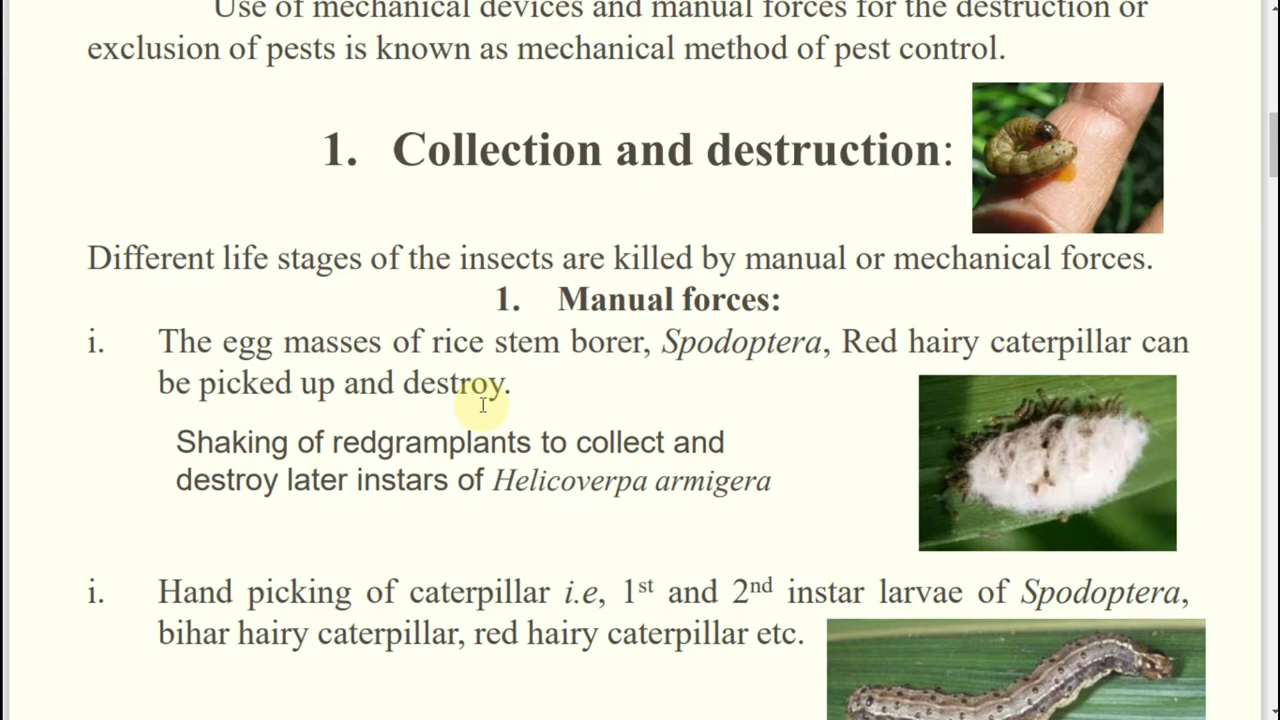 Use of mechanical devices and manual forces for the destruction or
exclusion of pests is known as mechanical method of pest control.
1. Collection and destruction:
Different life stages of the insects are killed by manual or mechanical forces.
1. Manual forces:
i. The egg masses of rice stem borer, Spodoptera, Red hairy caterpillar can
be picked up and destroy.
Shaking of redgramplants to collect and
destroy later instars of Helicoverpa armigera
i. Hand picking of caterpillar i.e, 1st and 2nd instar larvae of Spodoptera,
bihar hairy caterpillar, red hairy caterpillar etc.